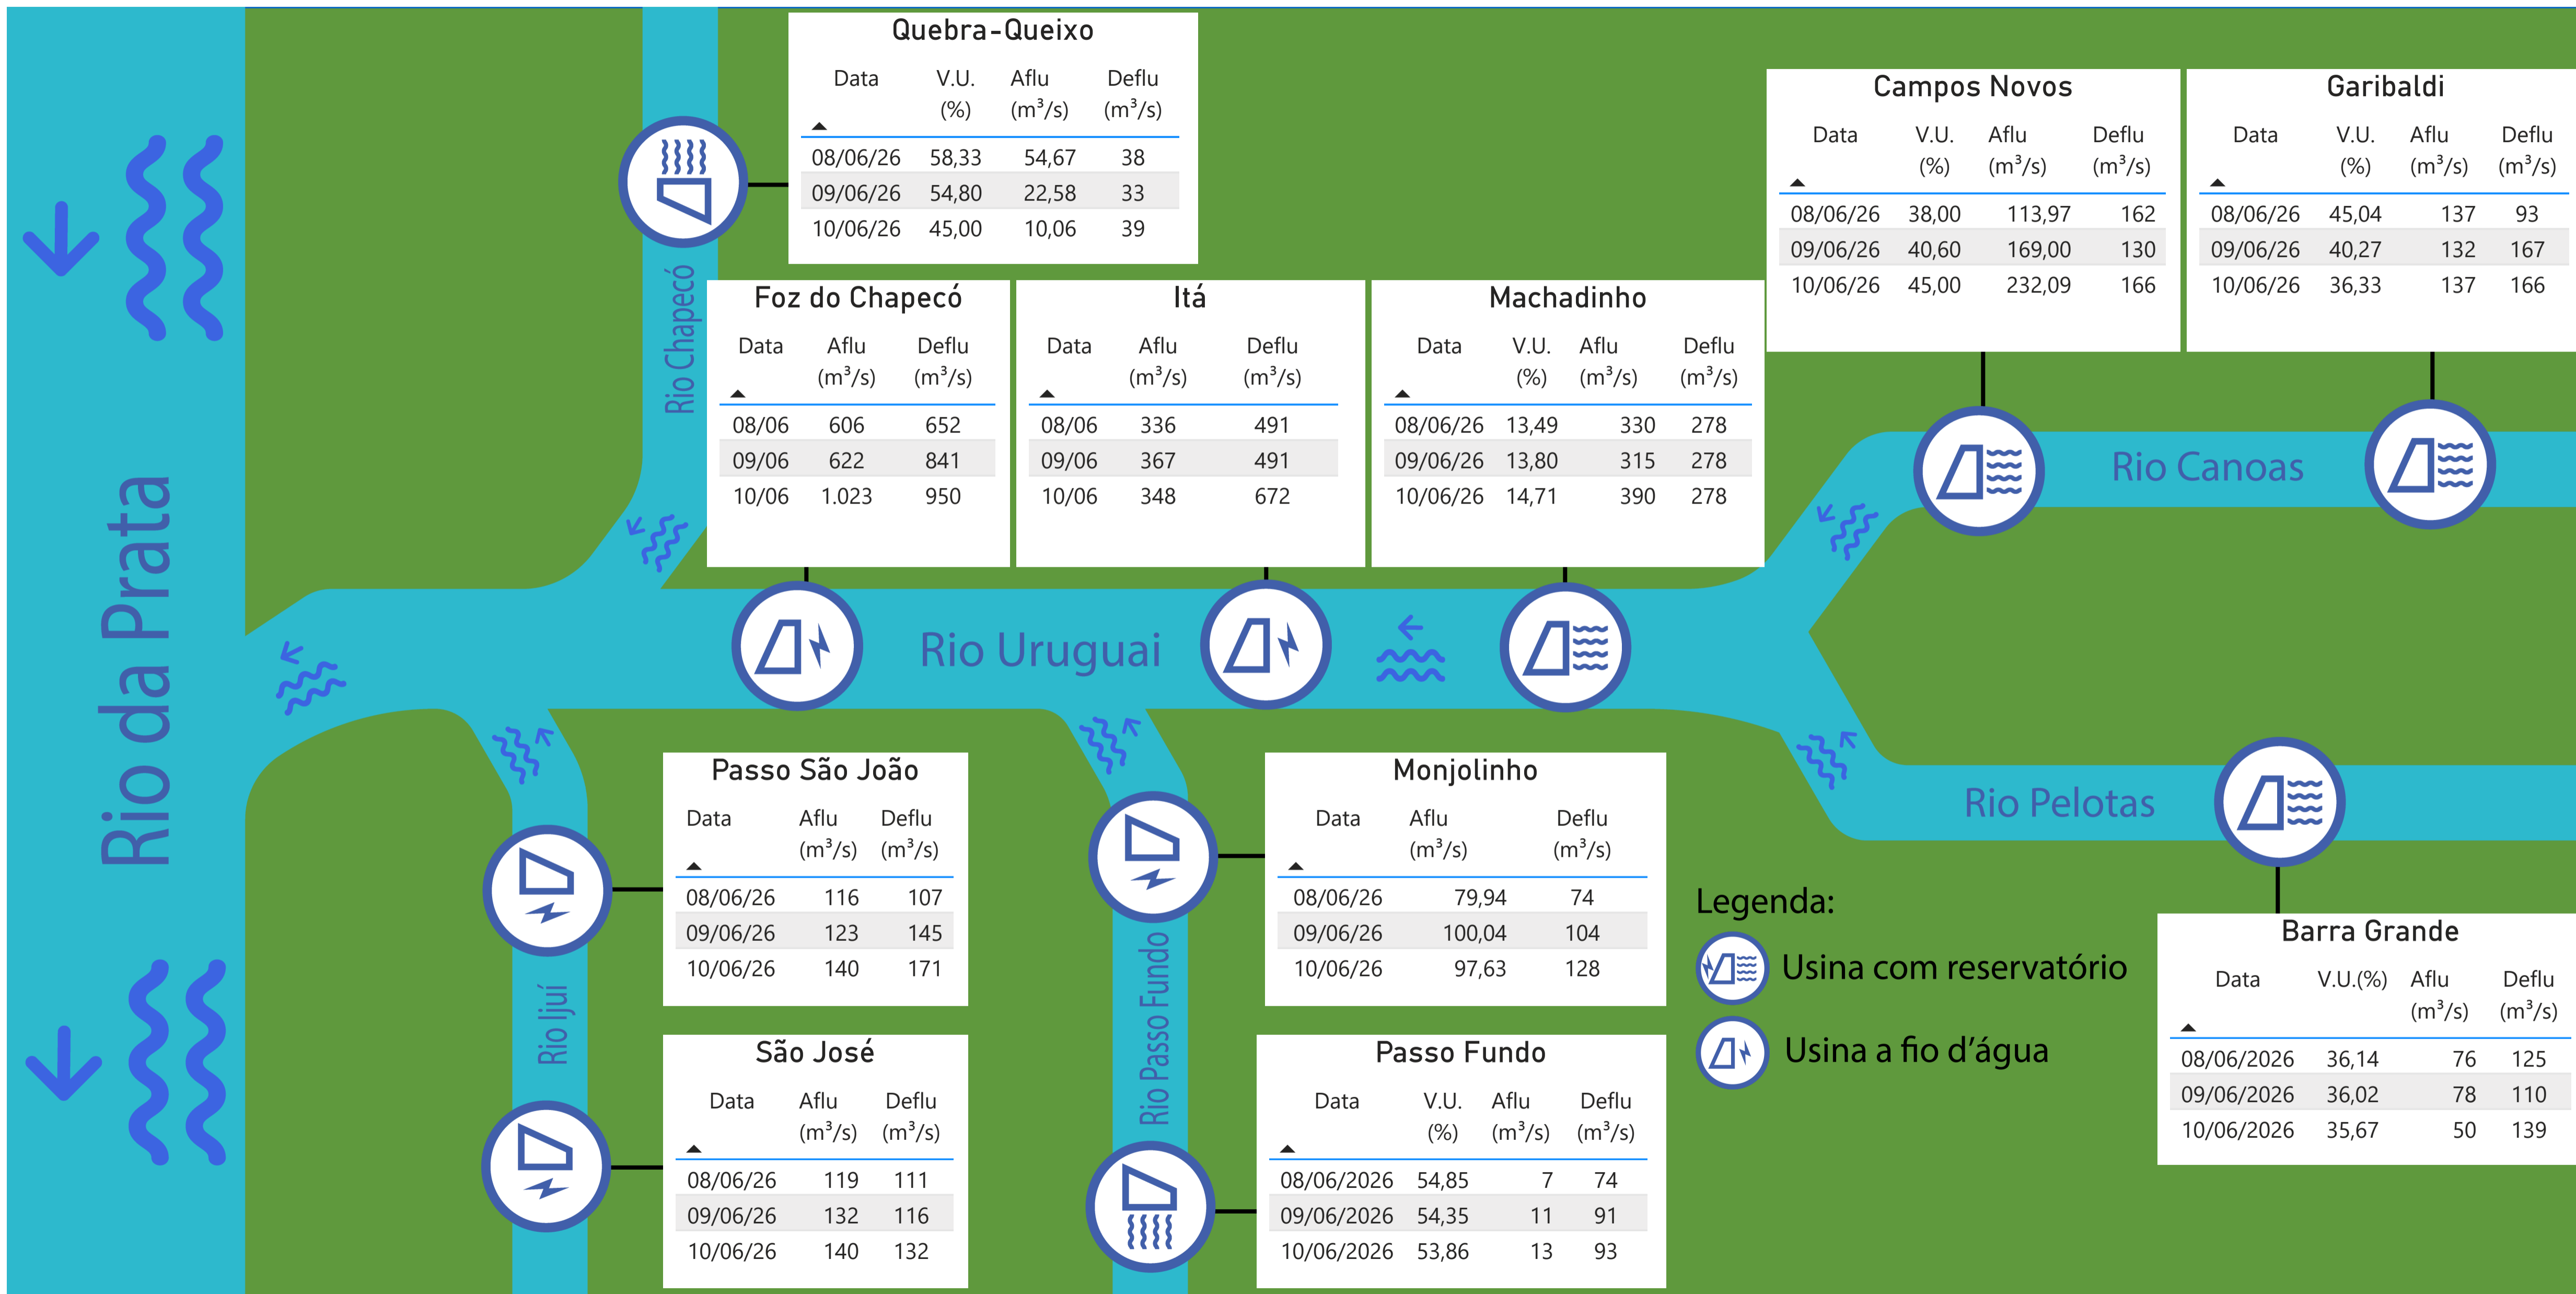 Quebra-Queixo
Data V.U. Aflu Deflu
(%) (m³/s) (m³/s)
08/06/26 58,33 54,67 38
09/06/26 54,80 22,58 33
10/06/26 45,00 10,06 39
Campos Novos
Data V.U. Aflu Deflu
(%) (m³/s) (m³/s)
08/06/26 38,00 113,97 162
09/06/26 40,60 169,00 130
10/06/26 45,00 232,09 166
Garibaldi
Data V.U. Aflu Deflu
(%) (m³/s) (m³/s)
08/06/26 45,04 137 93
09/06/26 40,27 132 167
10/06/26 36,33 137 166
Rio Chapecó
Foz do Chapecó
Data Aflu Deflu
(m³/s) (m³/s)
08/06 606 652
09/06 622 841
10/06 1.023 950
Itá
Data Aflu Deflu
(m³/s) (m³/s)
08/06 336 491
09/06 367 491
10/06 348 672
Machadinho
Data V.U. Aflu Deflu
(%) (m³/s) (m³/s)
08/06/26 13,49 330 278
09/06/26 13,80 315 278
10/06/26 14,71 390 278
Rio Canoas
Rio da Prata
Rio Uruguai
Rio Pelotas
Passo São João
Data Aflu Deflu
(m³/s) (m³/s)
08/06/26 116 107
09/06/26 123 145
10/06/26 140 171
Monjolinho
Data Aflu Deflu
(m³/s) (m³/s)
08/06/26 79,94 74
09/06/26 100,04 104
10/06/26 97,63 128
Legenda:
Usina com reservatório
Usina a fio d'água
Barra Grande
Data V.U.(%) Aflu Deflu
(m³/s) (m³/s)
08/06/2026 36,14 76 125
09/06/2026 36,02 78 110
10/06/2026 35,67 50 139
Rio Ijuí
São José
Data Aflu Deflu
(m³/s) (m³/s)
08/06/26 119 111
09/06/26 132 116
10/06/26 140 132
Rio Passo Fundo
Passo Fundo
Data V.U. Aflu Deflu
(%) (m³/s) (m³/s)
08/06/2026 54,85 7 74
09/06/2026 54,35 11 91
10/06/2026 53,86 13 93